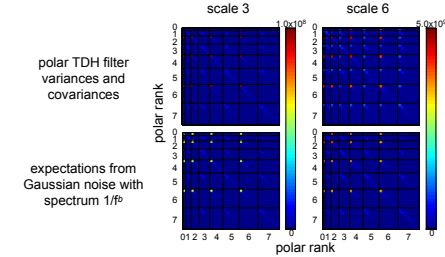 scale 3
scale 6
1.0x10⁸
5.0x10⁶
polar TDH filter
variances and
covariances
0
1
2
3
4
5
6
7
0
1
2
3
4
5
6
7
0
0
polar rank
expectations from
Gaussian noise with
spectrum 1/fᵇ
0
1
2
3
4
5
6
7
0
1
2
3
4
5
6
7
01 2 3 4 5 6 7
01 2 3 4 5 6 7
0
0
polar rank